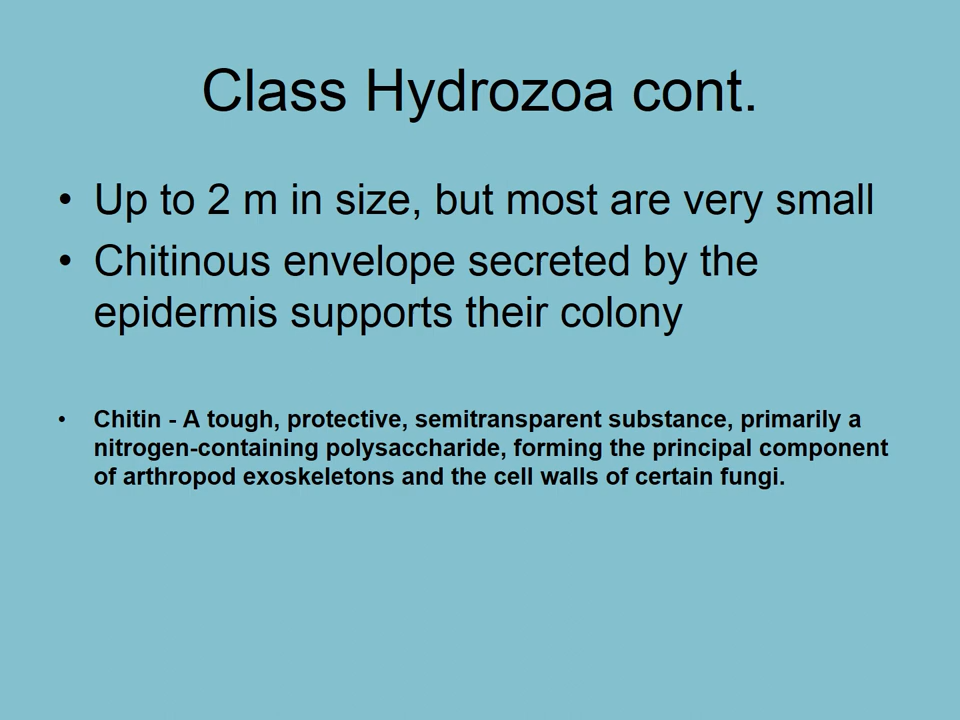 Class Hydrozoa cont.
• Up to 2 m in size, but most are very small
• Chitinous envelope secreted by the
epidermis supports their colony
• Chitin - A tough, protective, semitransparent substance, primarily a
nitrogen-containing polysaccharide, forming the principal component
of arthropod exoskeletons and the cell walls of certain fungi.